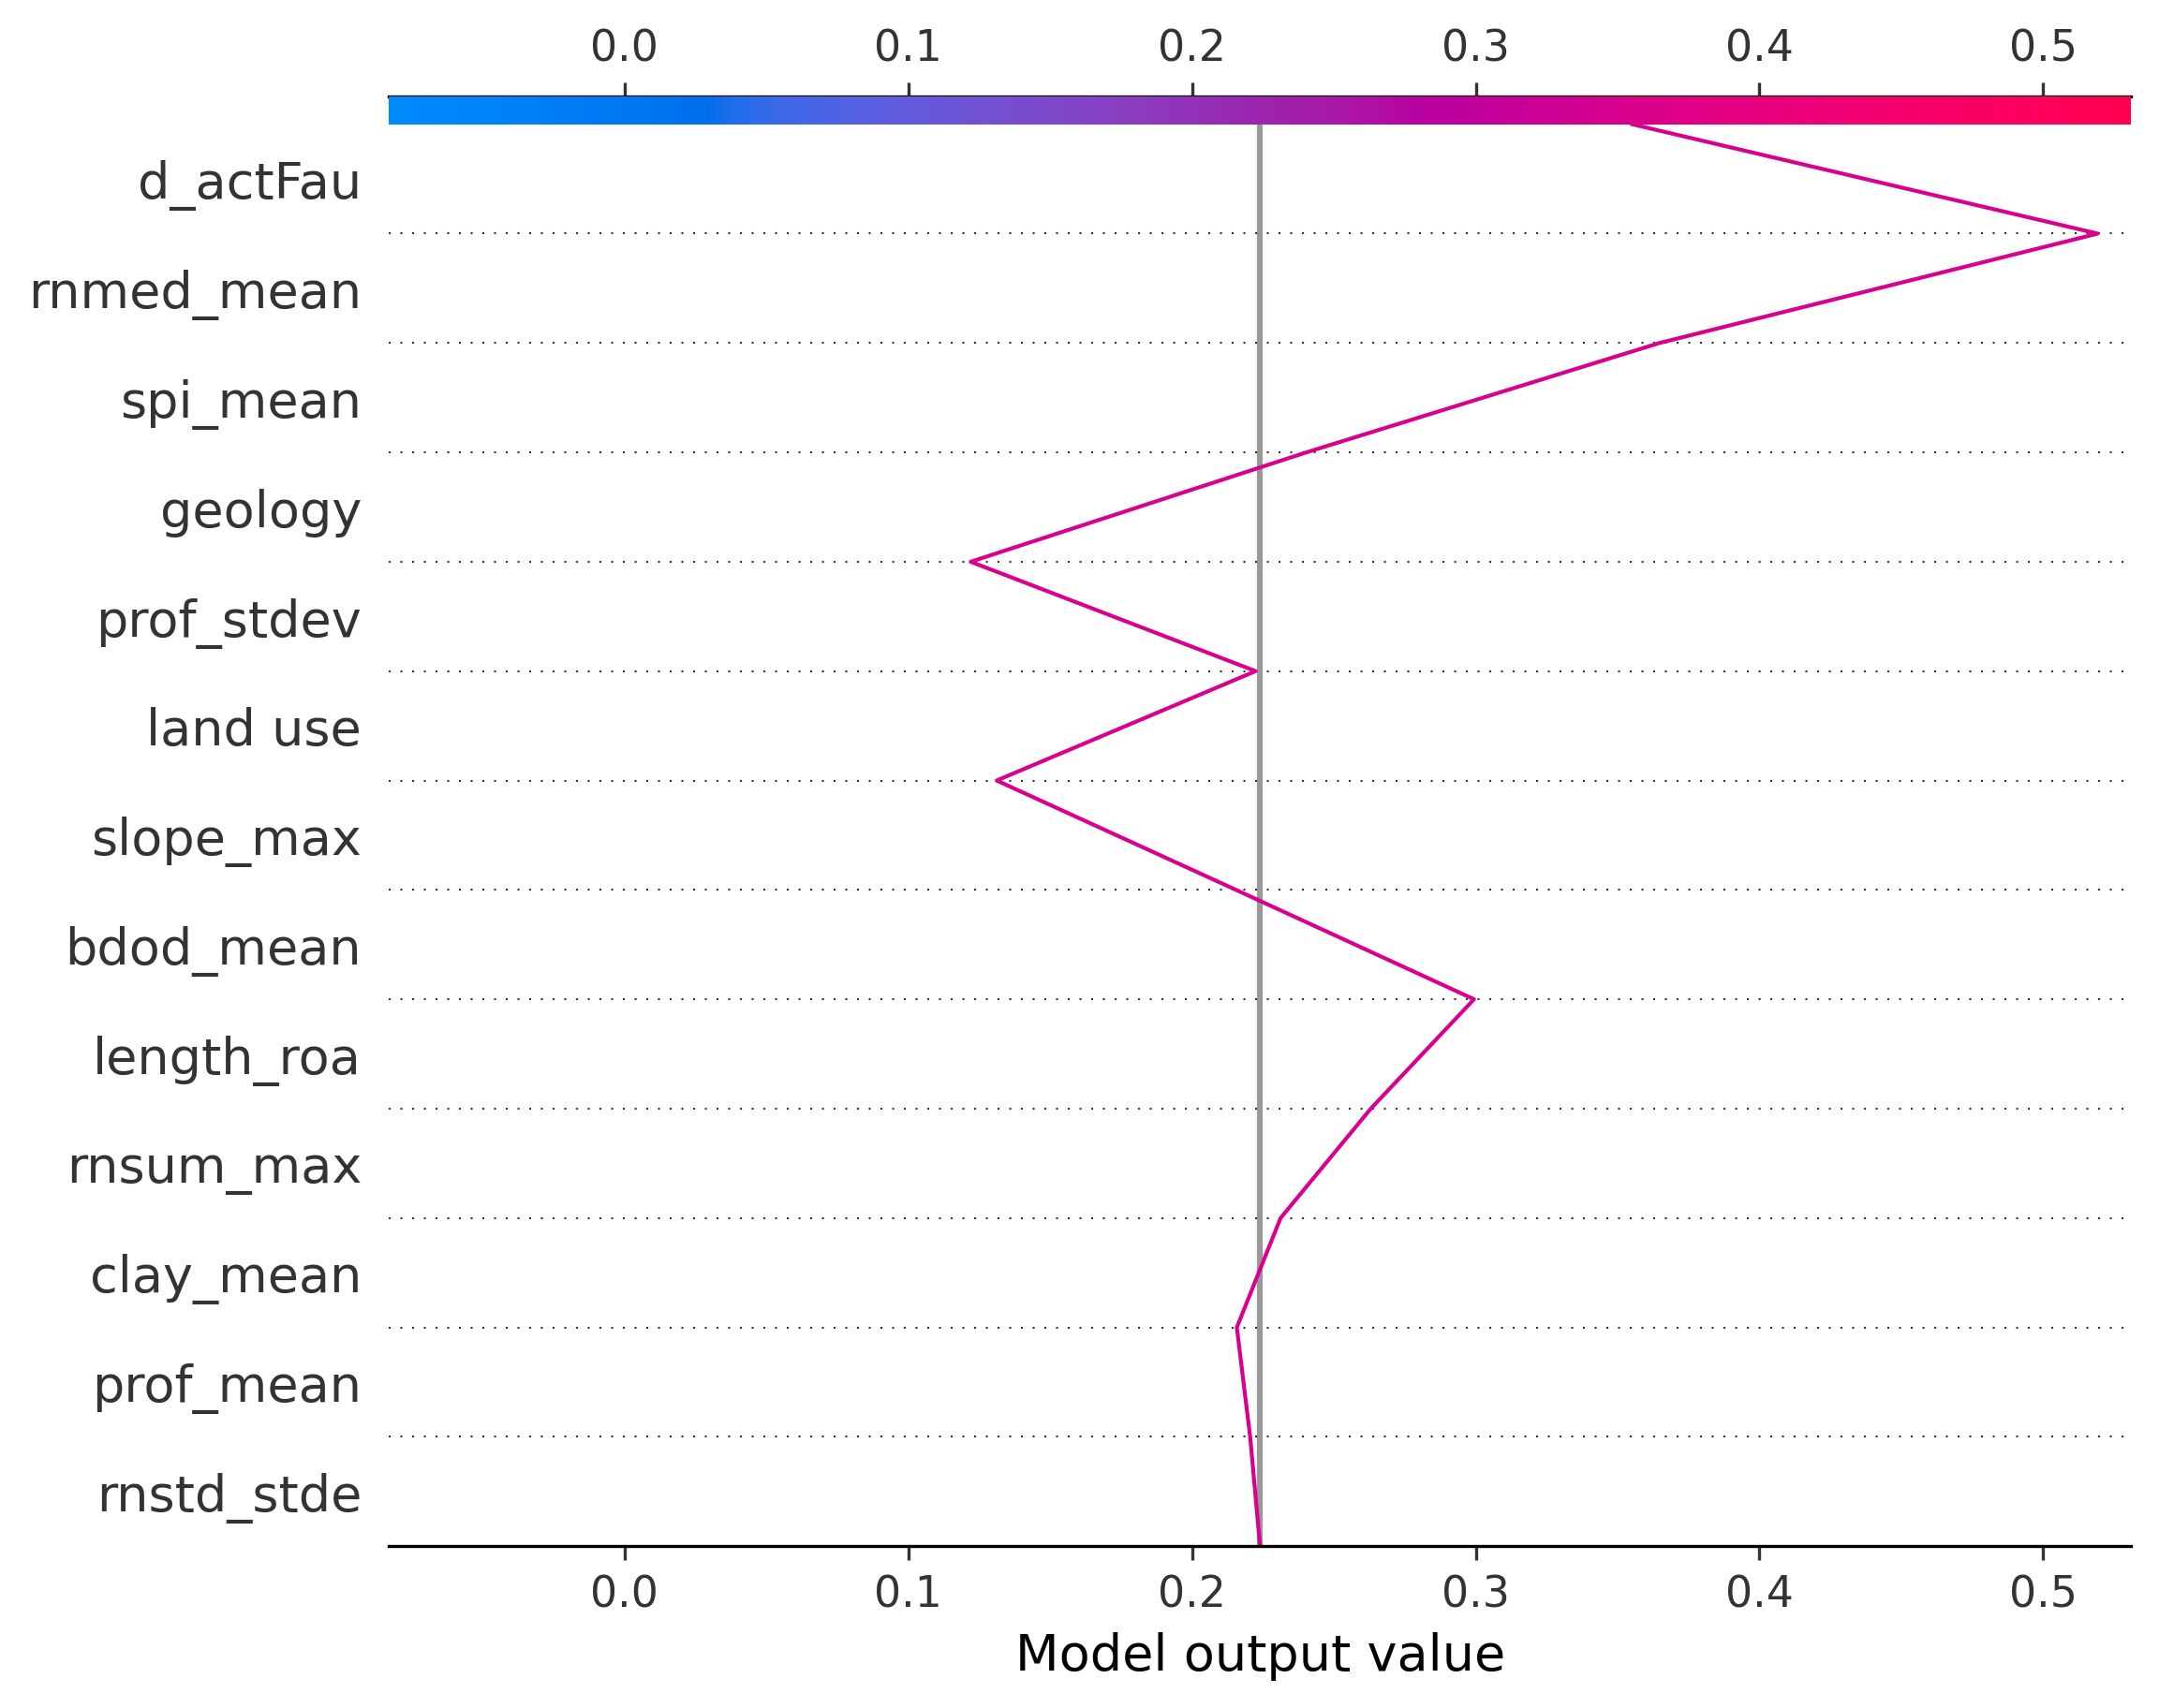 0.0 0.1 0.2 0.3 0.4 0.5
d_actFau
rnmed_mean
spi_mean
geology
prof_stdev
land use
slope_max
bdod_mean
length_roa
rnsum_max
clay_mean
prof_mean
rnstd_stde
0.0 0.1 0.2 0.3 0.4 0.5
Model output value